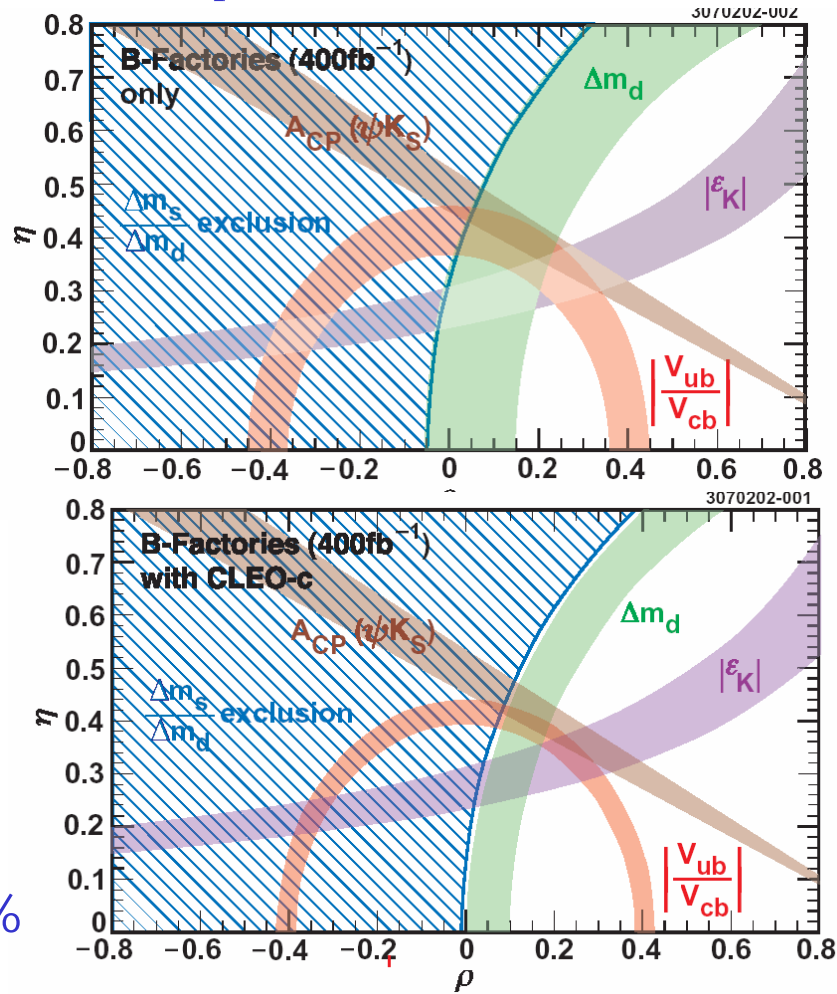 3070202-002
0.8
B-Factories (400fb⁻¹)
0.7
Δm_d
only
0.6
A_CP (ψK_S)
0.5
|ε_K|
Δm_s
Δm_d
exclusion
η
0.4
0.3
0.2
|V_ub
V_cb|
0.1
0
−0.8 −0.6 −0.4 −0.2 0 0.2 0.4 0.6 0.8
3070202-001
0.8
B-Factories (400fb⁻¹)
0.7
with CLEO-c
0.6
Δm_d
A_CP (ψK_S)
0.5
|ε_K|
Δm_s
Δm_d
exclusion
η
0.4
0.3
0.2
|V_ub
V_cb|
0.1
0
%
−0.8 −0.6 −0.4 −0.2 0 0.2 0.4 0.6 0.8
ρ